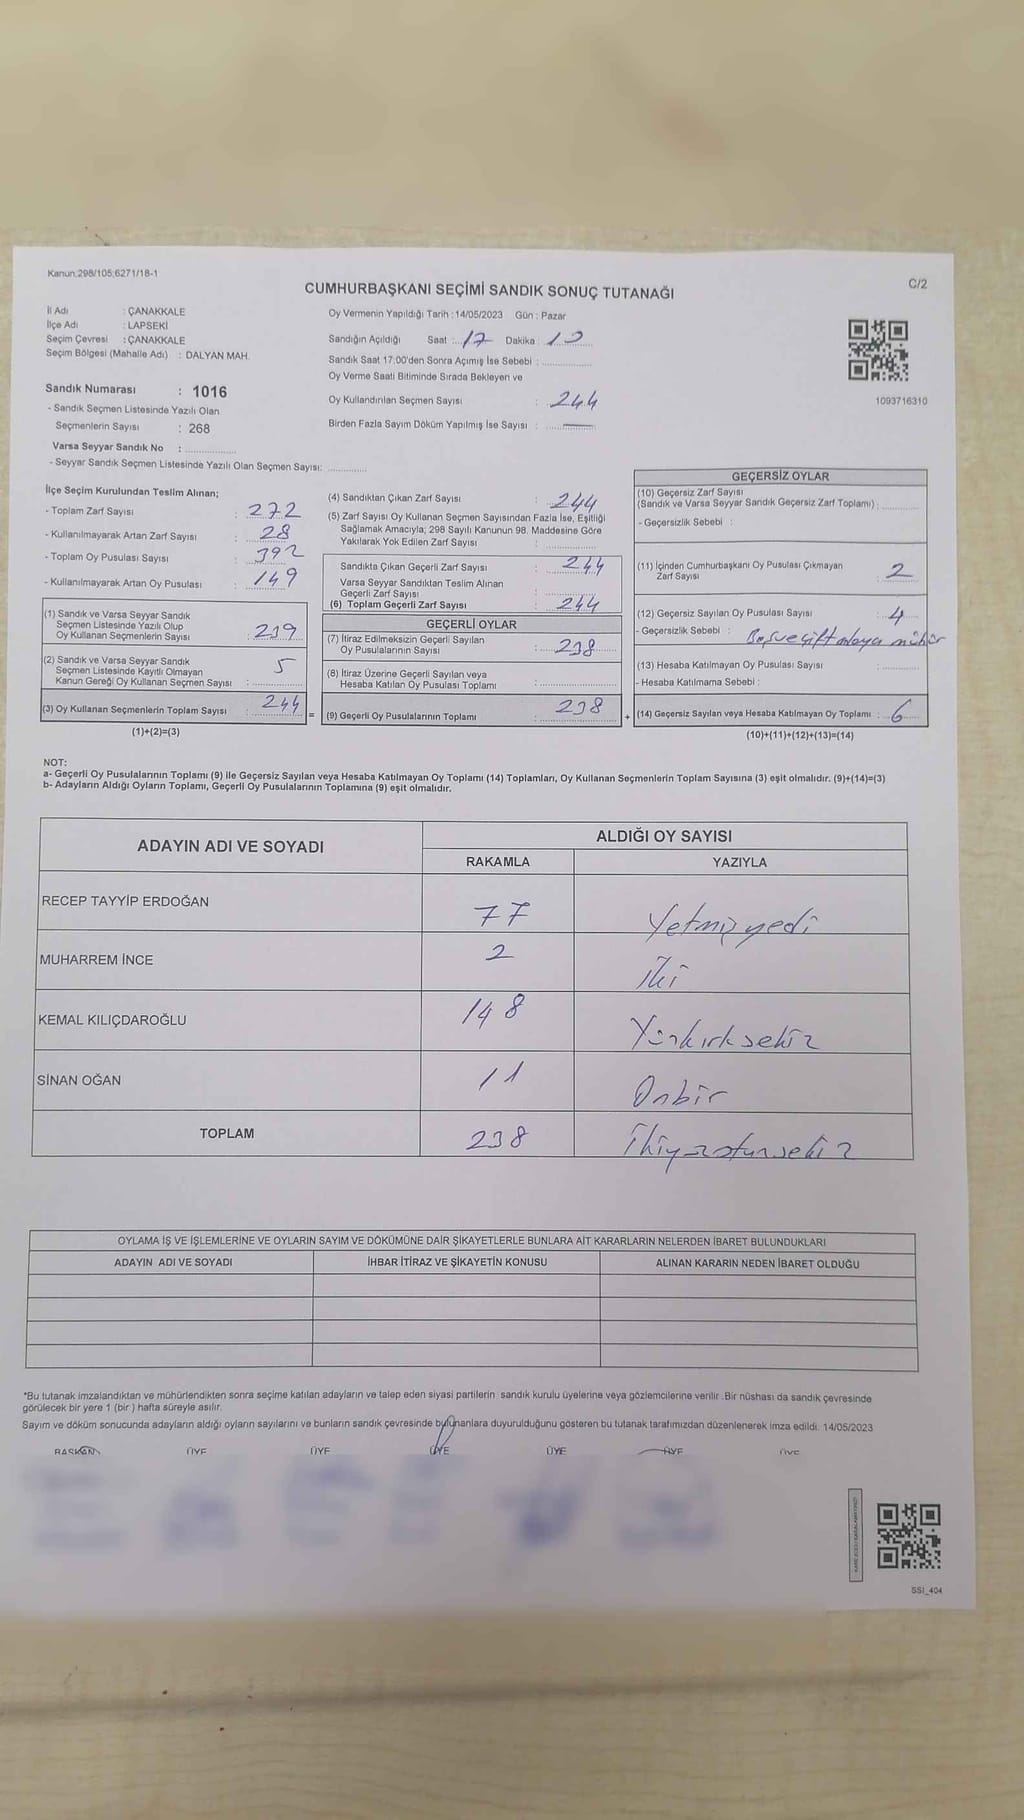 Kanun:298/105;6271/18-1
C/2
CUMHURBAŞKANI SEÇİMİ SANDIK SONUÇ TUTANAĞI
İl Adı : ÇANAKKALE
İlçe Adı : LAPSEKİ
Seçim Çevresi : ÇANAKKALE
Seçim Bölgesi (Mahalle Adı) : DALYAN MAH.
Sandık Numarası : 1016
- Sandık Seçmen Listesinde Yazılı Olan
Seçmenlerin Sayısı : 268
Varsa Seyyar Sandık No :
- Seyyar Sandık Seçmen Listesinde Yazılı Olan Seçmen Sayısı:
Oy Vermenin Yapıldığı Tarih :14/05/2023 Gün : Pazar
Sandığın Açıldığı Saat : 17 Dakika :
Sandık Saat 17:00'den Sonra Açımış İse Sebebi :
Oy Verme Saati Bitiminde Sırada Bekleyen ve
Oy Kullandırılan Seçmen Sayısı : 244
Birden Fazla Sayım Döküm Yapılmış İse Sayısı :
1093716310
İlçe Seçim Kurulundan Teslim Alınan;
- Toplam Zarf Sayısı : 272
- Kullanılmayarak Artan Zarf Sayısı : 28
- Toplam Oy Pusulası Sayısı : 392
- Kullanılmayarak Artan Oy Pusulası : 149
(1) Sandık ve Varsa Seyyar Sandık
Seçmen Listesinde Yazılı Olup
Oy Kullanan Seçmenlerin Sayısı : 239
(2) Sandık ve Varsa Seyyar Sandık
Seçmen Listesinde Kayıtlı Olmayan
Kanun Gereği Oy Kullanan Seçmen Sayısı : 5
(3) Oy Kullanan Seçmenlerin Toplam Sayısı : 244
(1)+(2)=(3)
(4) Sandıktan Çıkan Zarf Sayısı : 244
(5) Zarf Sayısı Oy Kullanan Seçmen Sayısından Fazla İse, Eşitliği
Sağlamak Amacıyla; 298 Sayılı Kanunun 98. Maddesine Göre
Yakılarak Yok Edilen Zarf Sayısı :
Sandıkta Çıkan Geçerli Zarf Sayısı : 244
Varsa Seyyar Sandıktan Teslim Alınan
Geçerli Zarf Sayısı :
(6) Toplam Geçerli Zarf Sayısı : 244
GEÇERLİ OYLAR
(7) İtiraz Edilmeksizin Geçerli Sayılan
Oy Pusulalarının Sayısı : 238
(8) İtiraz Üzerine Geçerli Sayılan veya
Hesaba Katılan Oy Pusulası Toplamı :
= (9) Geçerli Oy Pusulalarının Toplamı : 238
GEÇERSİZ OYLAR
(10) Geçersiz Zarf Sayısı
(Sandık ve Varsa Seyyar Sandık Geçersiz Zarf Toplamı) :
- Geçersizlik Sebebi :
(11) İçinden Cumhurbaşkanı Oy Pusulası Çıkmayan
Zarf Sayısı : 2
(12) Geçersiz Sayılan Oy Pusulası Sayısı : 4
- Geçersizlik Sebebi : Boş ve çift adaya mühür
(13) Hesaba Katılmayan Oy Pusulası Sayısı :
- Hesaba Katılmama Sebebi :
+ (14) Geçersiz Sayılan veya Hesaba Katılmayan Oy Toplamı : 6
(10)+(11)+(12)+(13)=(14)
NOT:
a- Geçerli Oy Pusulalarının Toplamı (9) ile Geçersiz Sayılan veya Hesaba Katılmayan Oy Toplamı (14) Toplamları, Oy Kullanan Seçmenlerin Toplam Sayısına (3) eşit olmalıdır. (9)+(14)=(3)
b- Adayların Aldığı Oyların Toplamı, Geçerli Oy Pusulalarının Toplamına (9) eşit olmalıdır.
ADAYIN ADI VE SOYADI ALDIĞI OY SAYISI
RAKAMLA YAZIYLA
RECEP TAYYİP ERDOĞAN 77 Yetmişyedi
MUHARREM İNCE 2 İki
KEMAL KILIÇDAROĞLU 148 Yüzkırksekiz
SİNAN OĞAN 11 Onbir
TOPLAM 238 İkiyüzotuzsekiz
OYLAMA İŞ VE İŞLEMLERİNE VE OYLARIN SAYIM VE DÖKÜMÜNE DAİR ŞİKAYETLERLE BUNLARA AİT KARARLARIN NELERDEN İBARET BULUNDUKLARI
ADAYIN ADI VE SOYADI İHBAR İTİRAZ VE ŞİKAYETİN KONUSU ALINAN KARARIN NEDEN İBARET OLDUĞU
*Bu tutanak imzalandıktan ve mühürlendikten sonra seçime katılan adayların ve talep eden siyasi partilerin sandık kurulu üyelerine veya gözlemcilerine verilir .Bir nüshası da sandık çevresinde
görülecek bir yere 1 (bir ) hafta süreyle asılır.
Sayım ve döküm sonucunda adayların aldığı oyların sayılarını ve bunların sandık çevresinde bulunanlara duyurulduğunu gösteren bu tutanak tarafımızdan düzenlenerek imza edildi. 14/05/2023
BAŞKAN ÜYE ÜYE ÜYE ÜYE ÜYE ÜYE
SSI_404